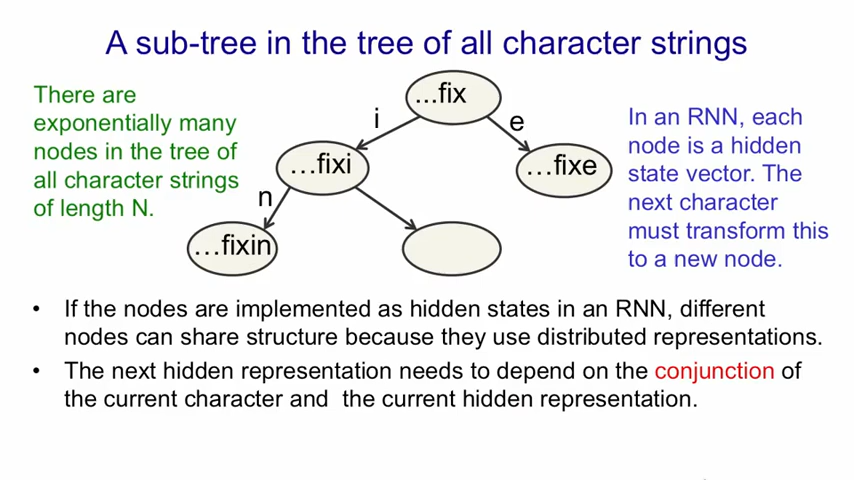 A sub-tree in the tree of all character strings
There are
exponentially many
nodes in the tree of
all character strings
of length N.
...fix
i
e
…fixi
…fixe
n
…fixin
In an RNN, each
node is a hidden
state vector. The
next character
must transform this
to a new node.
• If the nodes are implemented as hidden states in an RNN, different
nodes can share structure because they use distributed representations.
• The next hidden representation needs to depend on the conjunction of
the current character and the current hidden representation.